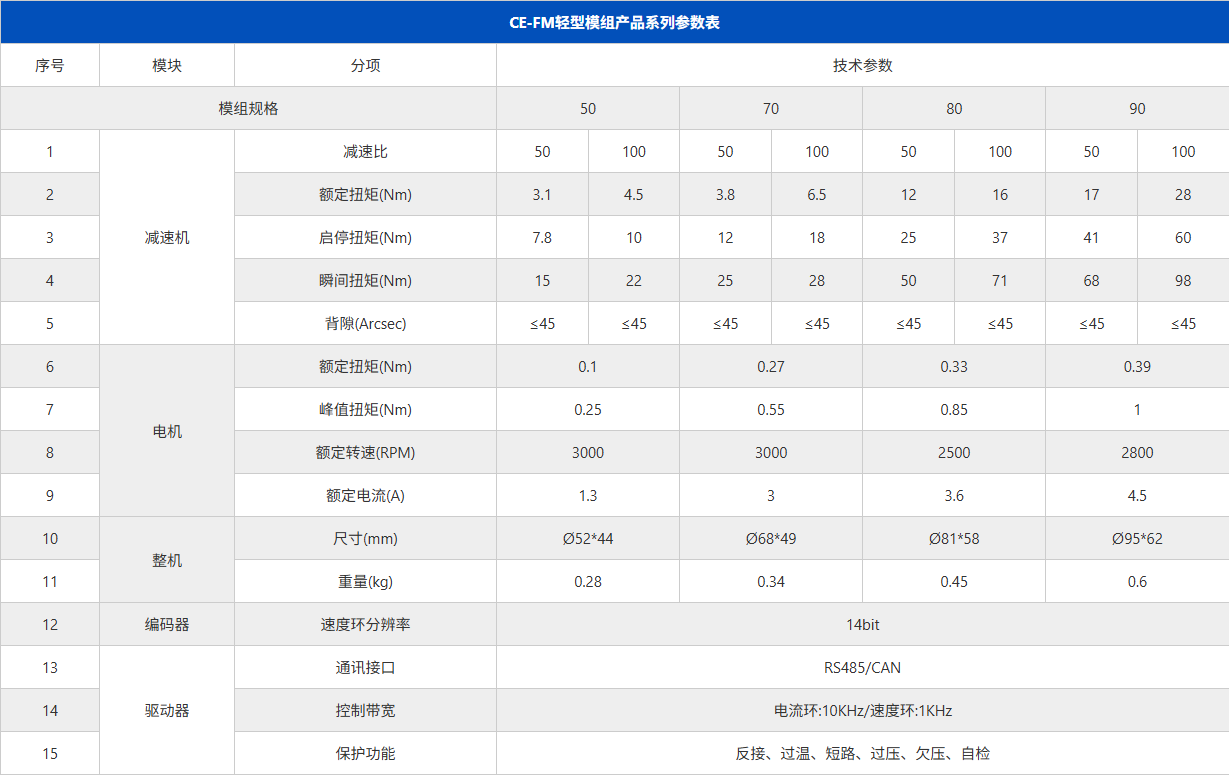 CE-FM轻型模组产品系列参数表
序号 模块 分项 技术参数
模组规格 50 70 80 90
1 减速机 减速比 50 100 50 100 50 100 50 100
2 额定扭矩(Nm) 3.1 4.5 3.8 6.5 12 16 17 28
3 启停扭矩(Nm) 7.8 10 12 18 25 37 41 60
4 瞬间扭矩(Nm) 15 22 25 28 50 71 68 98
5 背隙(Arcsec) ≤45 ≤45 ≤45 ≤45 ≤45 ≤45 ≤45 ≤45
6 电机 额定扭矩(Nm) 0.1 0.27 0.33 0.39
7 峰值扭矩(Nm) 0.25 0.55 0.85 1
8 额定转速(RPM) 3000 3000 2500 2800
9 额定电流(A) 1.3 3 3.6 4.5
10 整机 尺寸(mm) Ø52*44 Ø68*49 Ø81*58 Ø95*62
11 重量(kg) 0.28 0.34 0.45 0.6
12 编码器 速度环分辨率 14bit
13 驱动器 通讯接口 RS485/CAN
14 控制带宽 电流环:10KHz/速度环:1KHz
15 保护功能 反接、过温、短路、过压、欠压、自检